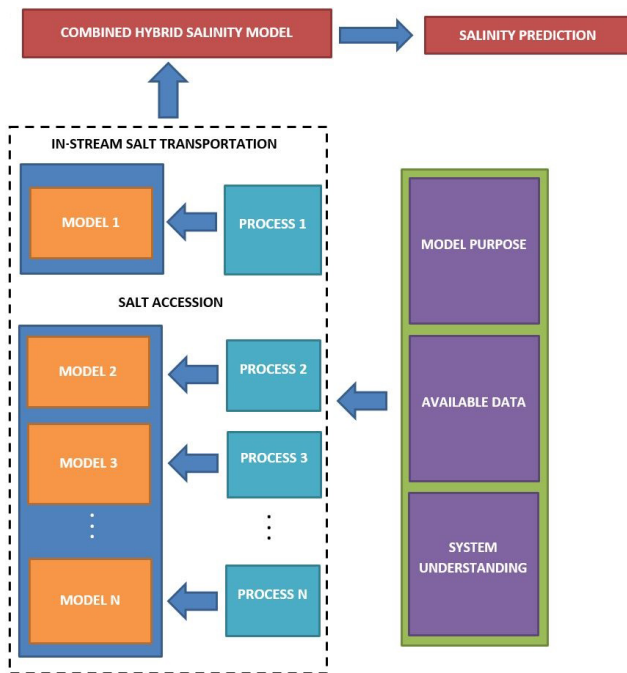 COMBINED HYBRID SALINITY MODEL
SALINITY PREDICTION
IN-STREAM SALT TRANSPORTATION
MODEL 1
PROCESS 1
SALT ACCESSION
MODEL 2
PROCESS 2
MODEL 3
PROCESS 3
MODEL N
PROCESS N
MODEL PURPOSE
AVAILABLE DATA
SYSTEM
UNDERSTANDING